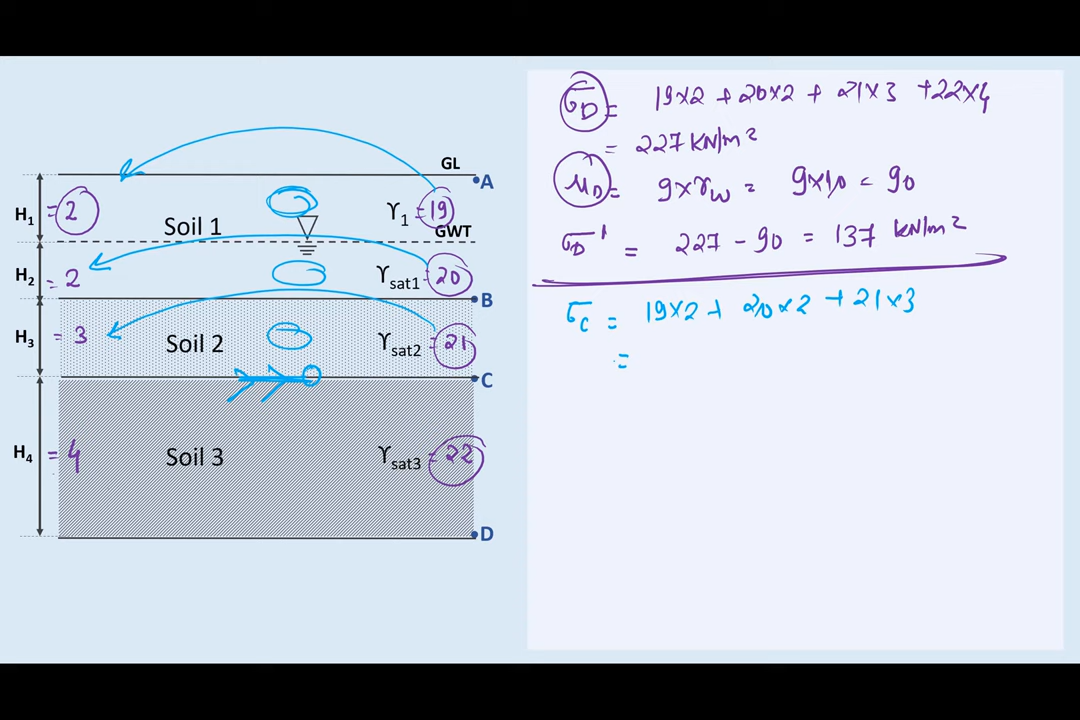 GL
A
H₁ = 2
Soil 1
ϒ₁ = 19
GWT
H₂ = 2
ϒsat1 = 20
B
H₃ = 3
Soil 2
ϒsat2 = 21
C
H₄ = 4
Soil 3
ϒsat3 = 22
D
σD = 19×2 + 20×2 + 21×3 + 22×4
= 227 KN/m²
μD = 9×ϒw = 9×10 = 90
σD' = 227 - 90 = 137 KN/m²
σC = 19×2 + 20×2 + 21×3
=